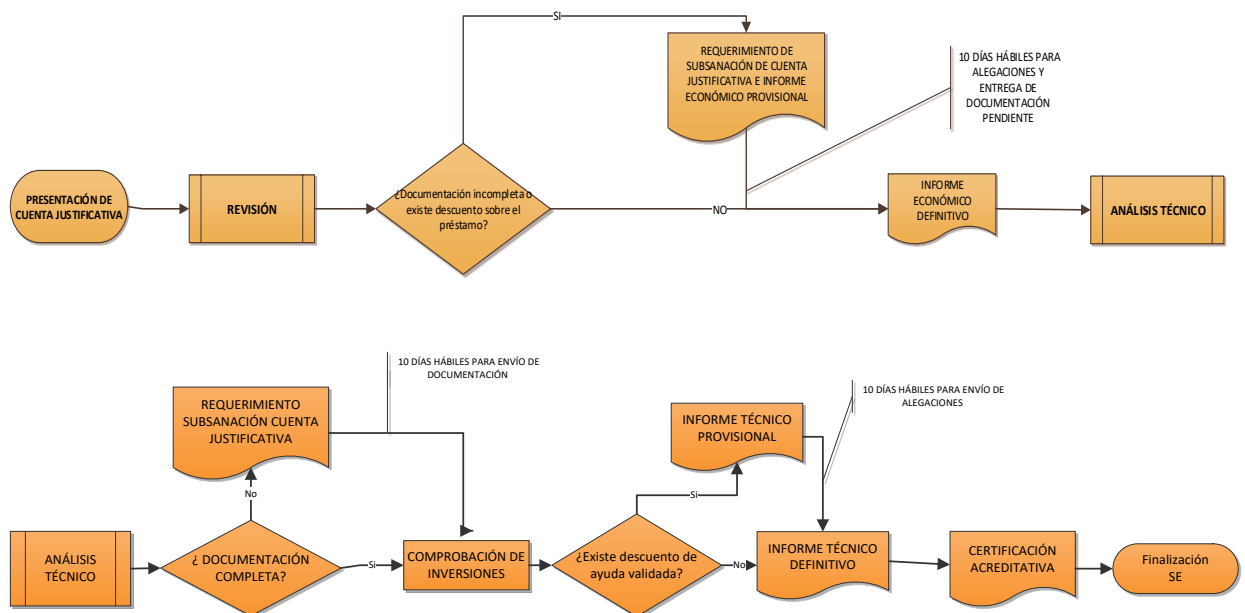 SI
REQUERIMIENTO DE
SUBSANACIÓN DE CUENTA
JUSTIFICATIVA E INFORME
ECONÓMICO PROVISIONAL
10 DÍAS HÁBILES PARA
ALEGACIONES Y
ENTREGA DE
DOCUMENTACIÓN
PENDIENTE
PRESENTACIÓN DE
CUENTA JUSTIFICATIVA
REVISIÓN
¿Documentación incompleta o
existe descuento sobre el
préstamo?
NO
INFORME
ECONÓMICO
DEFINITIVO
ANÁLISIS TÉCNICO
10 DÍAS HÁBILES PARA ENVÍO DE
DOCUMENTACIÓN
REQUERIMIENTO
SUBSANACIÓN CUENTA
JUSTIFICATIVA
INFORME TÉCNICO
PROVISIONAL
10 DÍAS HÁBILES PARA ENVÍO DE
ALEGACIONES
No
Si
ANÁLISIS
TÉCNICO
¿ DOCUMENTACIÓN
COMPLETA?
Si
COMPROBACIÓN DE
INVERSIONES
¿Existe descuento de
ayuda validada?
No
INFORME TÉCNICO
DEFINITIVO
CERTIFICACIÓN
ACREDITATIVA
Finalización
SE